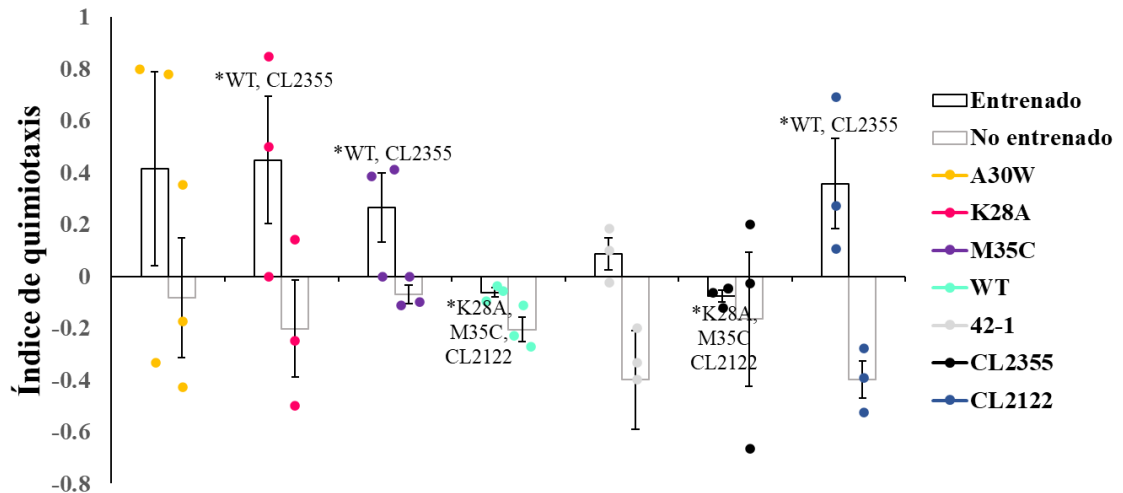 Índice de quimiotaxis
1
0.8
0.6
0.4
0.2
0
-0.2
-0.4
-0.6
-0.8
*WT, CL2355
*WT, CL2355
*K28A,
M35C,
CL2122
*K28A,
M35C
CL2122
*WT, CL2355
Entrenado
No entrenado
A30W
K28A
M35C
WT
42-1
CL2355
CL2122